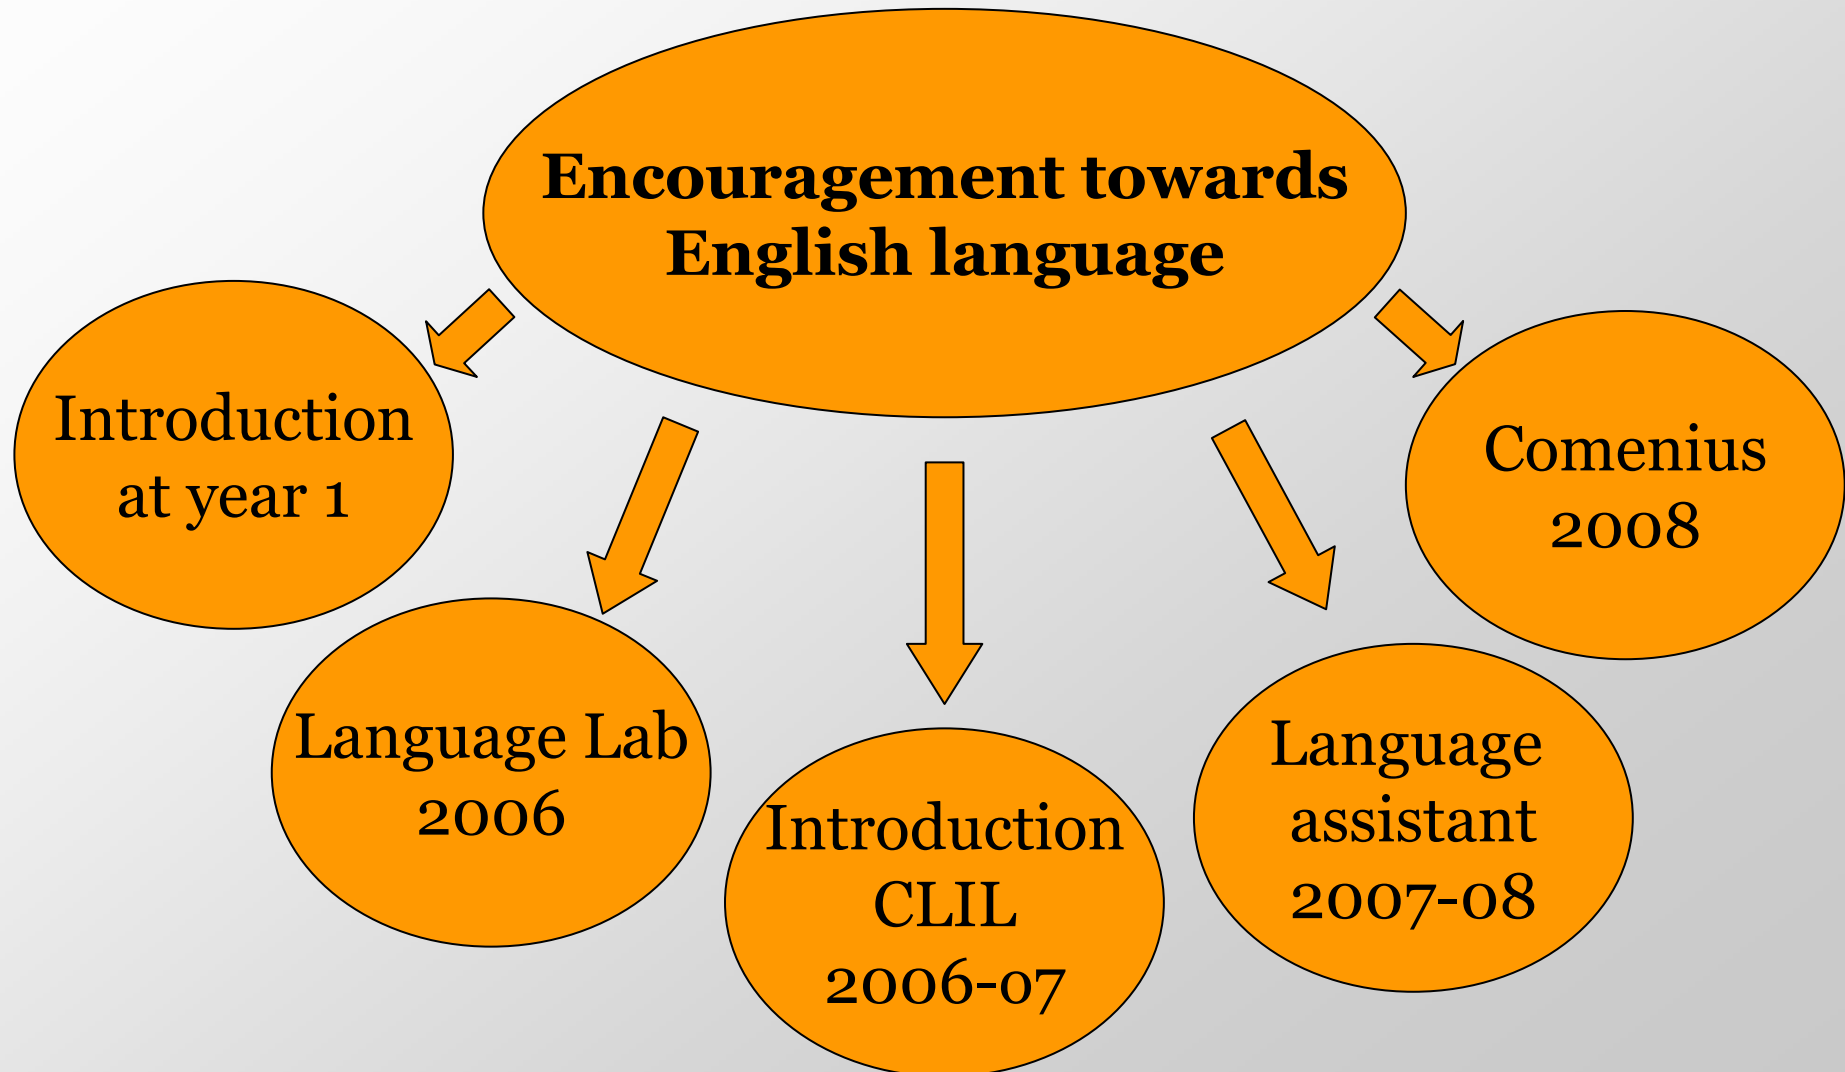 Encouragement towards
English language
Introduction
at year 1
Language Lab
2006
Introduction
CLIL
2006-07
Language
assistant
2007-08
Comenius
2008